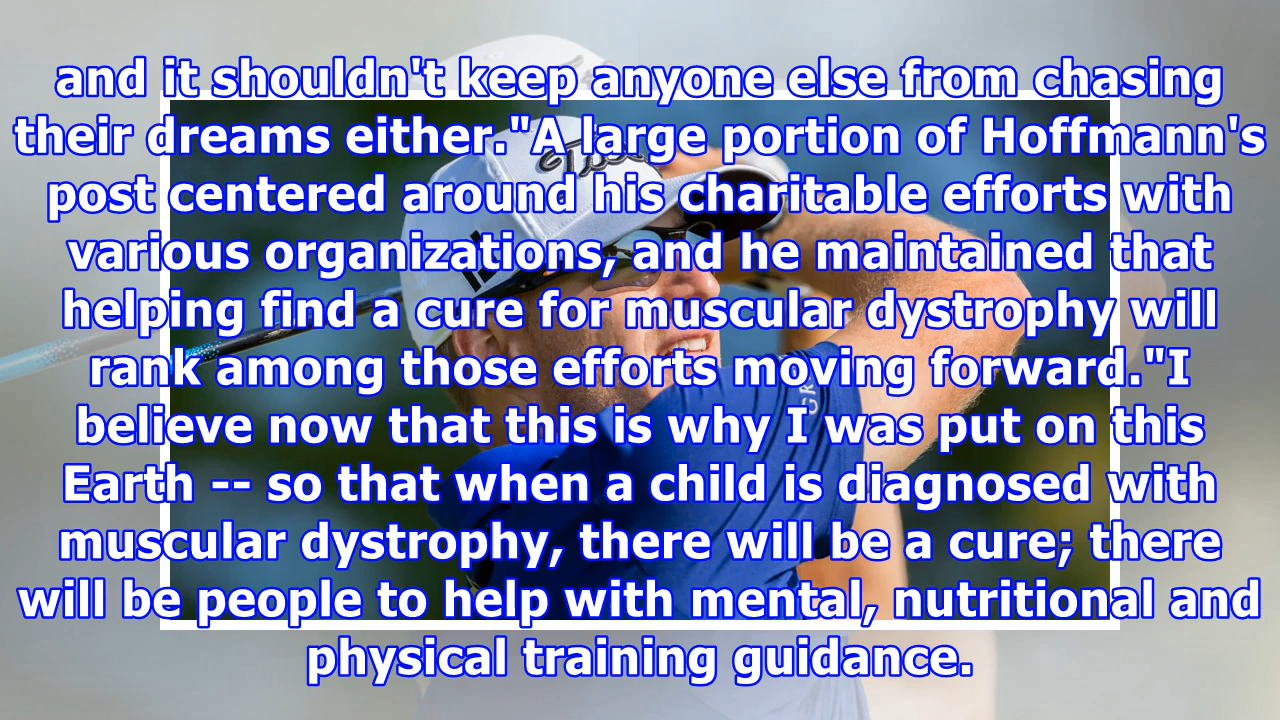 and it shouldn't keep anyone else from chasing
their dreams either."A large portion of Hoffmann's
post centered around his charitable efforts with
various organizations, and he maintained that
helping find a cure for muscular dystrophy will
rank among those efforts moving forward."I
believe now that this is why I was put on this
Earth -- so that when a child is diagnosed with
muscular dystrophy, there will be a cure; there
will be people to help with mental, nutritional and
physical training guidance.